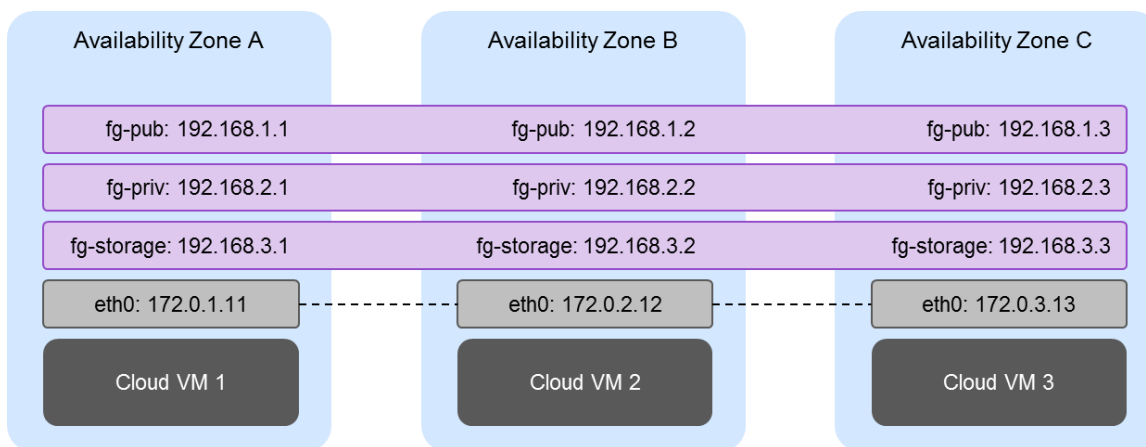 Availability Zone A
Availability Zone B
Availability Zone C
fg-pub: 192.168.1.1
fg-pub: 192.168.1.2
fg-pub: 192.168.1.3
fg-priv: 192.168.2.1
fg-priv: 192.168.2.2
fg-priv: 192.168.2.3
fg-storage: 192.168.3.1
fg-storage: 192.168.3.2
fg-storage: 192.168.3.3
eth0: 172.0.1.11
eth0: 172.0.2.12
eth0: 172.0.3.13
Cloud VM 1
Cloud VM 2
Cloud VM 3